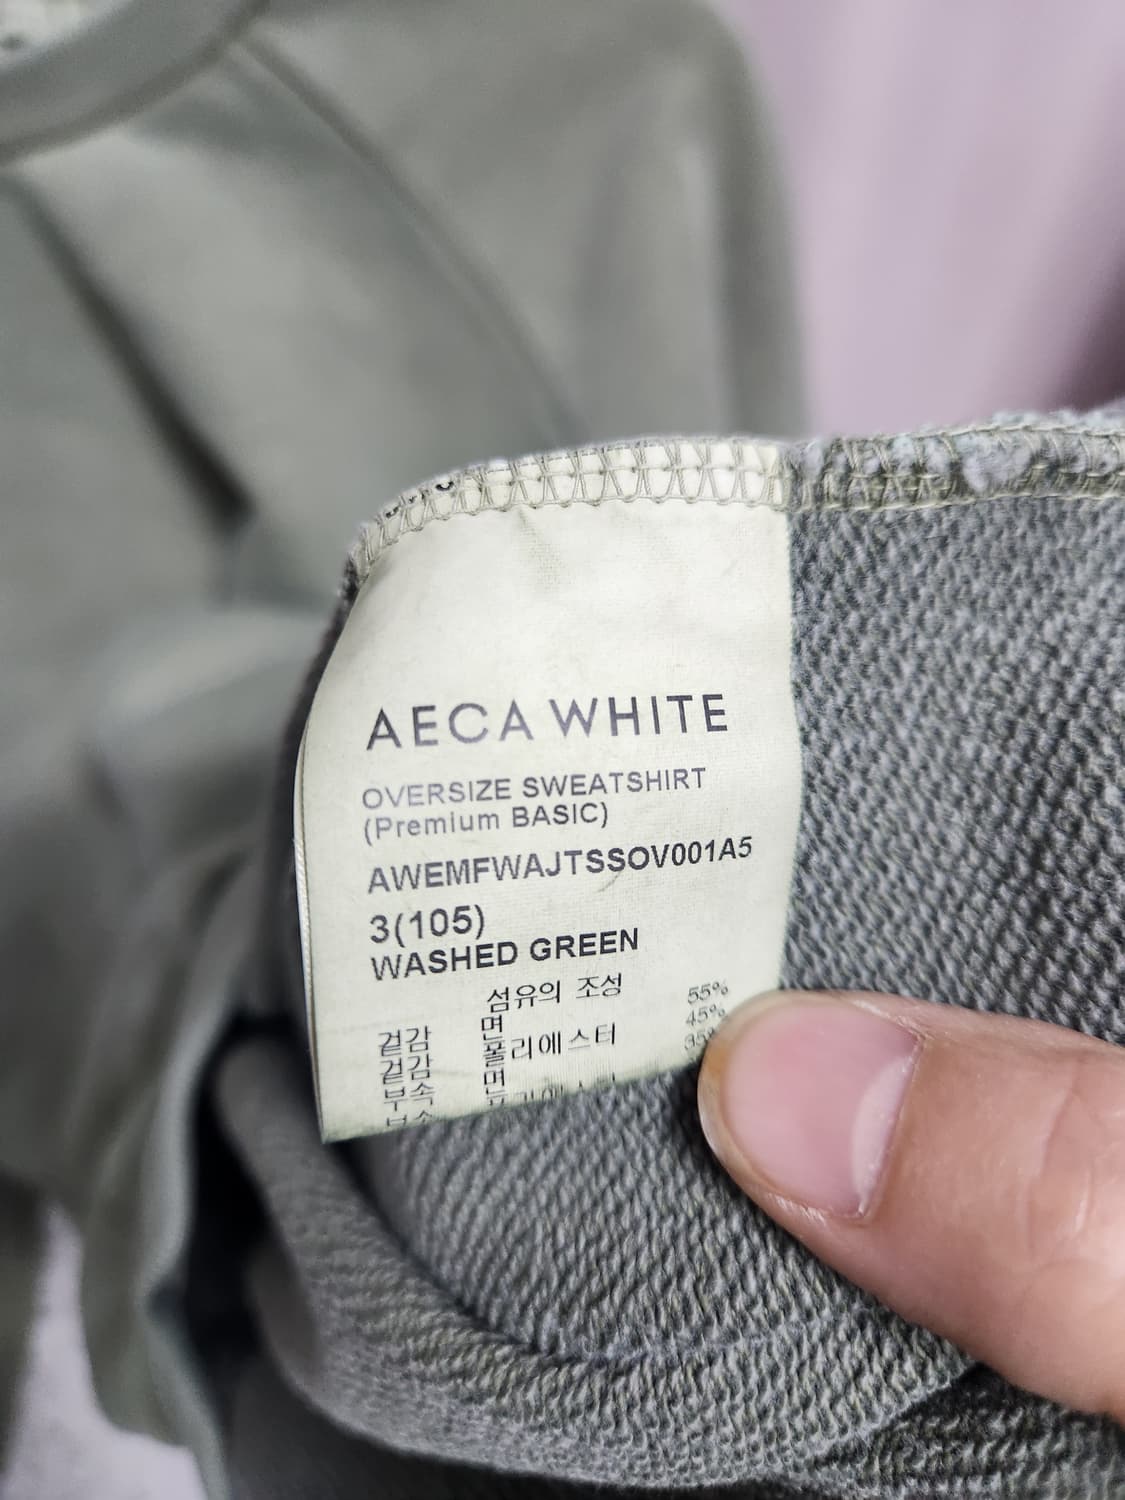 AECA WHITE
OVERSIZE SWEATSHIRT
(Premium BASIC)
AWEMFWAJTSSOV001A5
3(105)
WASHED GREEN
섬유의 조성
겉감 면 55%
겉감 폴리에스터 45%
부속 면 35%